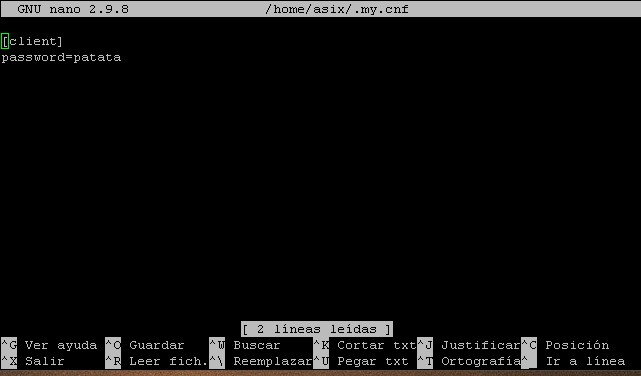 GNU nano 2.9.8 /home/asix/.my.cnf
[client]
password=patata
[ 2 líneas leídas ]
^G Ver ayuda ^O Guardar ^W Buscar ^K Cortar txt ^J Justificar ^C Posición
^X Salir ^R Leer fich. ^\ Reemplazar ^U Pegar txt ^T Ortografía ^_ Ir a línea